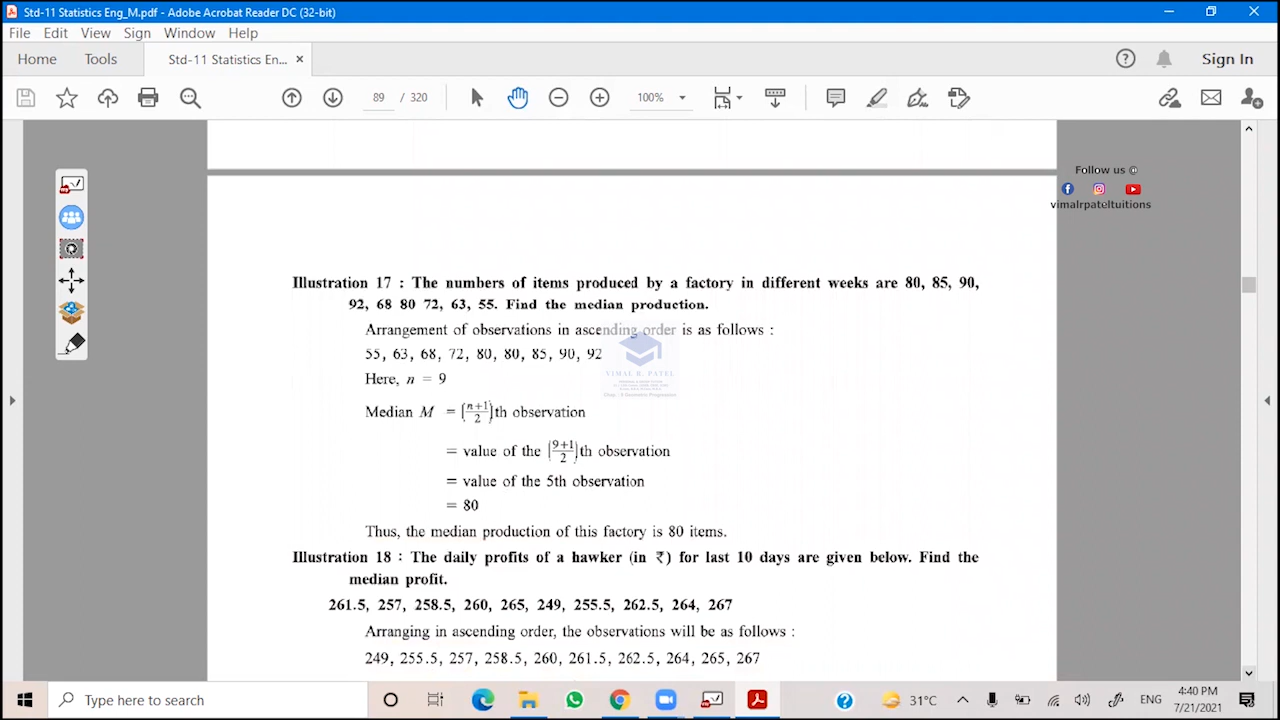 Std-11 Statistics Eng_M.pdf - Adobe Acrobat Reader DC (32-bit)
File Edit View Sign Window Help
Home Tools Std-11 Statistics En... × Sign In
89 / 320 100%
Follow us @
vimalrpateltuitions
Illustration 17 : The numbers of items produced by a factory in different weeks are 80, 85, 90,
92, 68 80 72, 63, 55. Find the median production.
Arrangement of observations in ascending order is as follows :
55, 63, 68, 72, 80, 80, 85, 90, 92
VIMAL R. PATEL
Here, n = 9
Median M = (n+1/2)th observation
= value of the (9+1/2)th observation
= value of the 5th observation
= 80
Thus, the median production of this factory is 80 items.
Illustration 18 : The daily profits of a hawker (in ₹) for last 10 days are given below. Find the
median profit.
261.5, 257, 258.5, 260, 265, 249, 255.5, 262.5, 264, 267
Arranging in ascending order, the observations will be as follows :
249, 255.5, 257, 258.5, 260, 261.5, 262.5, 264, 265, 267
Type here to search 31°C ENG 4:40 PM
7/21/2021